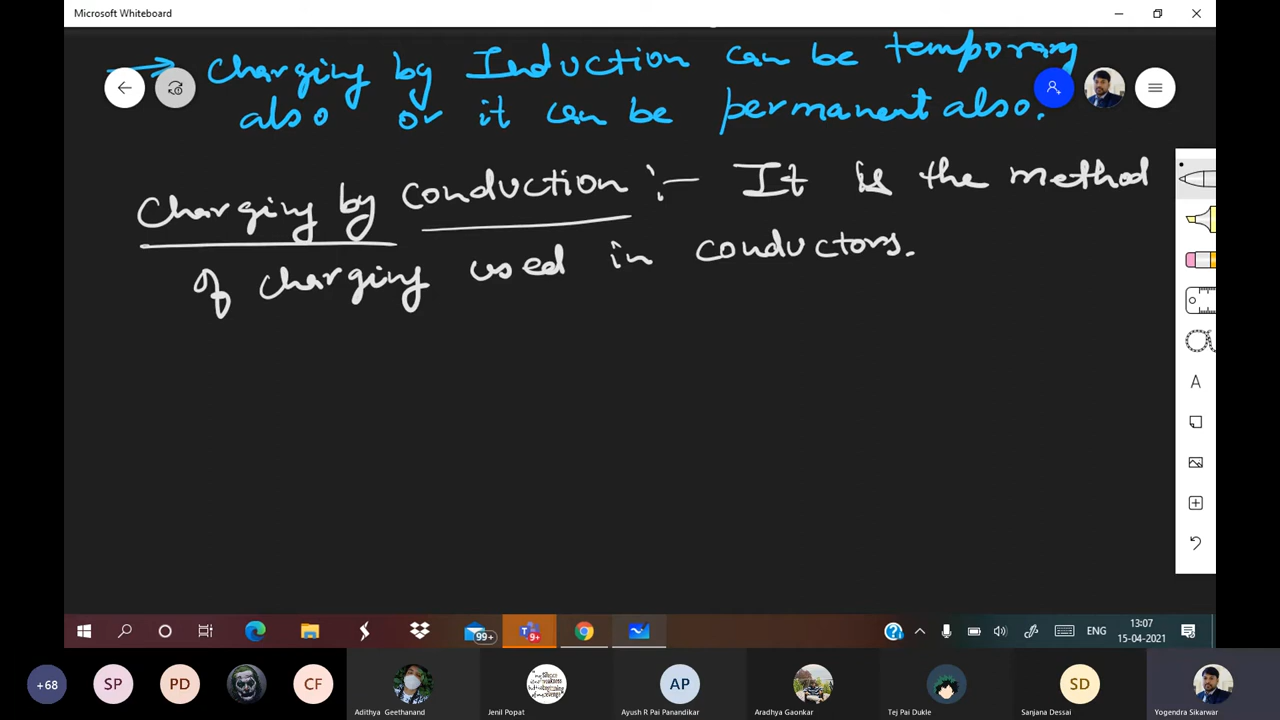 Microsoft Whiteboard
→ Charging by Induction can be temporary
also or it can be permanent also.
Charging by conduction :- It is the method
of charging used in conductors.
A
99+
9+
ENG
13:07
15-04-2021
+68
SP
PD
CF
Adithya Geethanand
Jenil Popat
AP
Ayush R Pai Panandikar
Aradhya Gaonkar
Tej Pai Dukle
SD
Sanjana Dessai
Yogendra Sikarwar